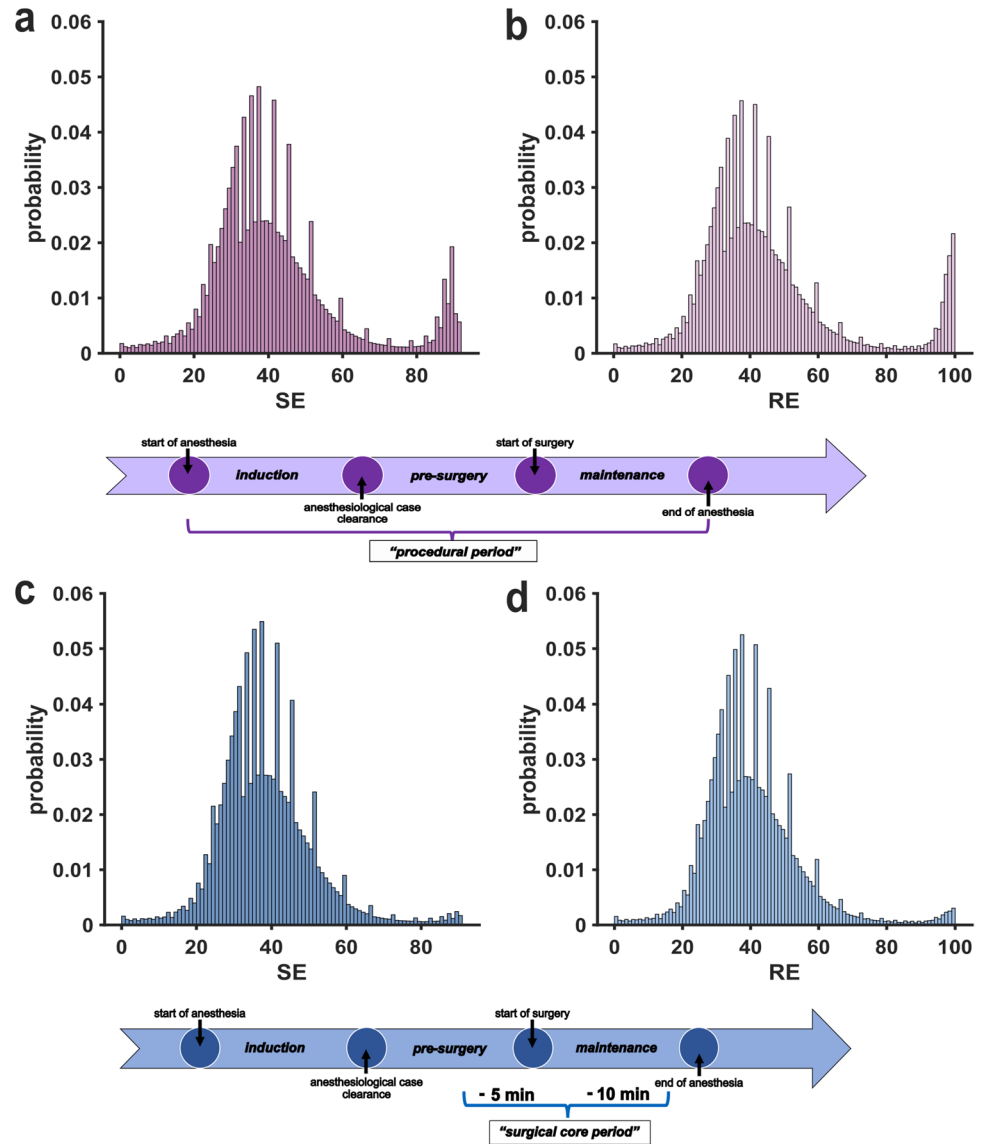 a
b
0.06
0.05
0.04
0.03
0.02
0.01
0
probability
0 20 40 60 80
SE
0.06
0.05
0.04
0.03
0.02
0.01
0
probability
0 20 40 60 80 100
RE
start of anesthesia
start of surgery
induction
pre-surgery
maintenance
anesthesiological case
clearance
end of anesthesia
"procedural period"
c
d
0.06
0.05
0.04
0.03
0.02
0.01
0
probability
0 20 40 60 80
SE
0.06
0.05
0.04
0.03
0.02
0.01
0
probability
0 20 40 60 80 100
RE
start of anesthesia
start of surgery
induction
pre-surgery
maintenance
anesthesiological case
clearance
end of anesthesia
- 5 min
- 10 min
"surgical core period"